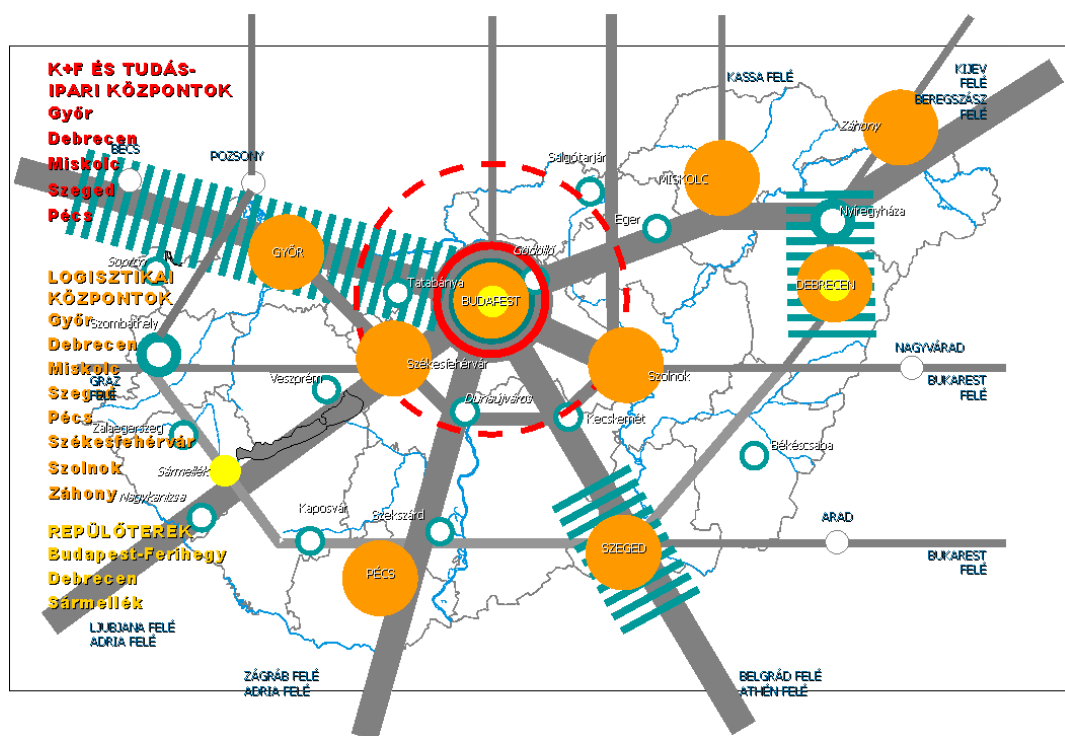 K+F ÉS TUDÁS-
IPARI KÖZPONTOK
Győr
Debrecen
Miskolc
Szeged
Pécs
LOGISZTIKAI
KÖZPONTOK
Győr
Debrecen
Miskolc
Szeged
Pécs
Székesfehérvár
Szolnok
Záhony
REPÜLŐTEREK
Budapest-Ferihegy
Debrecen
Sármellék
BÉCS
POZSONY
KASSA FELÉ
KIJEV
FELÉ
BEREGSZÁSZ
FELÉ
Záhony
Salgótarján
MISKOLC
Eger
Nyíregyháza
Gödöllő
Sopron
GYŐR
Tatabánya
BUDAPEST
DEBRECEN
Szombathely
Székesfehérvár
Szolnok
NAGYVÁRAD
GRAZ
FELÉ
Veszprém
BUKAREST
FELÉ
Dunaújváros
Kecskemét
Zalaegerszeg
Békéscsaba
Sármellék
Nagykanizsa
Kaposvár
Szekszárd
ARAD
SZEGED
BUKAREST
FELÉ
PÉCS
LJUBJANA FELÉ
ADRIA FELÉ
ZÁGRÁB FELÉ
ADRIA FELÉ
BELGRÁD FELÉ
ATHÉN FELÉ